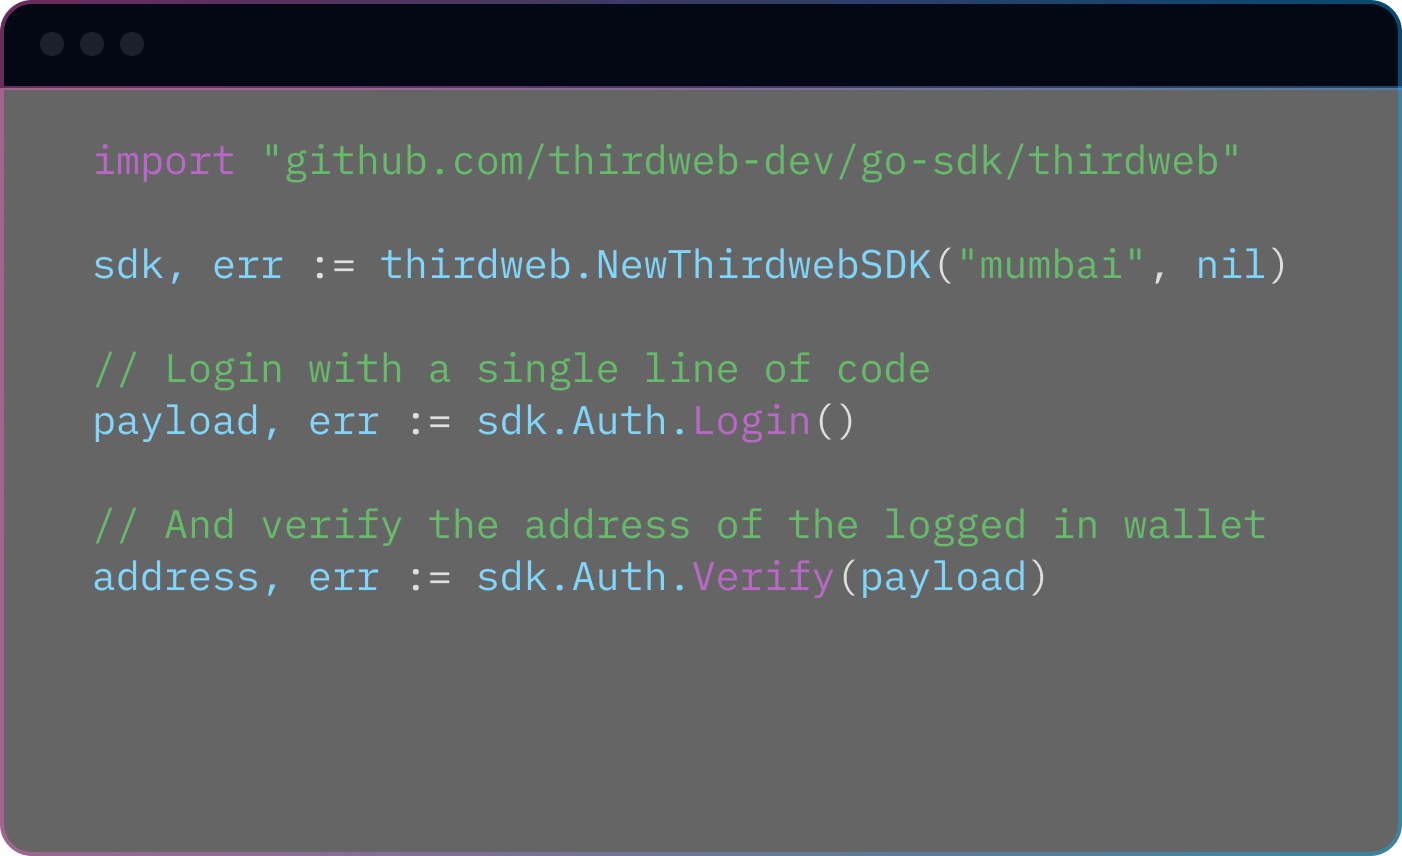 import "github.com/thirdweb-dev/go-sdk/thirdweb"
sdk, err := thirdweb.NewThirdwebSDK("mumbai", nil)
// Login with a single line of code
payload, err := sdk.Auth.Login()
// And verify the address of the logged in wallet
address, err := sdk.Auth.Verify(payload)